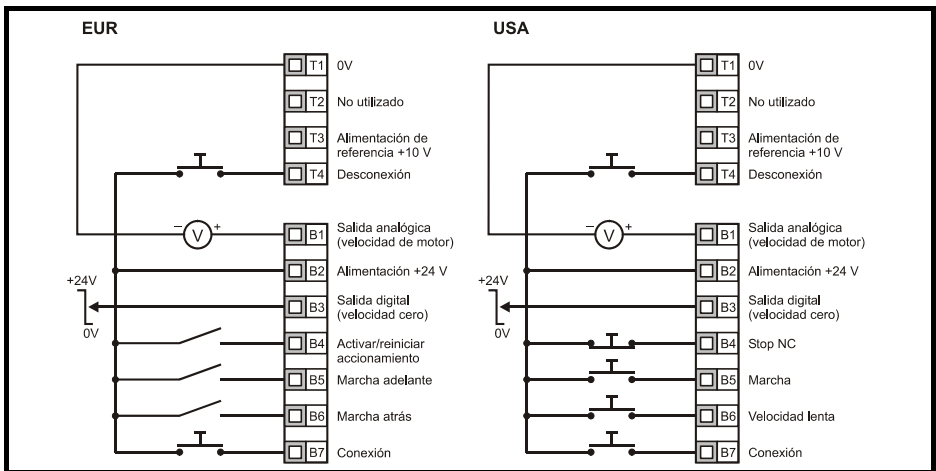 EUR
T1 0V
T2 No utilizado
T3 Alimentación de
referencia +10 V
T4 Desconexión
− V +
B1 Salida analógica
(velocidad de motor)
B2 Alimentación +24 V
+24V
0V
B3 Salida digital
(velocidad cero)
B4 Activar/reiniciar
accionamiento
B5 Marcha adelante
B6 Marcha atrás
B7 Conexión
USA
T1 0V
T2 No utilizado
T3 Alimentación de
referencia +10 V
T4 Desconexión
− V +
B1 Salida analógica
(velocidad de motor)
B2 Alimentación +24 V
+24V
0V
B3 Salida digital
(velocidad cero)
B4 Stop NC
B5 Marcha
B6 Velocidad lenta
B7 Conexión